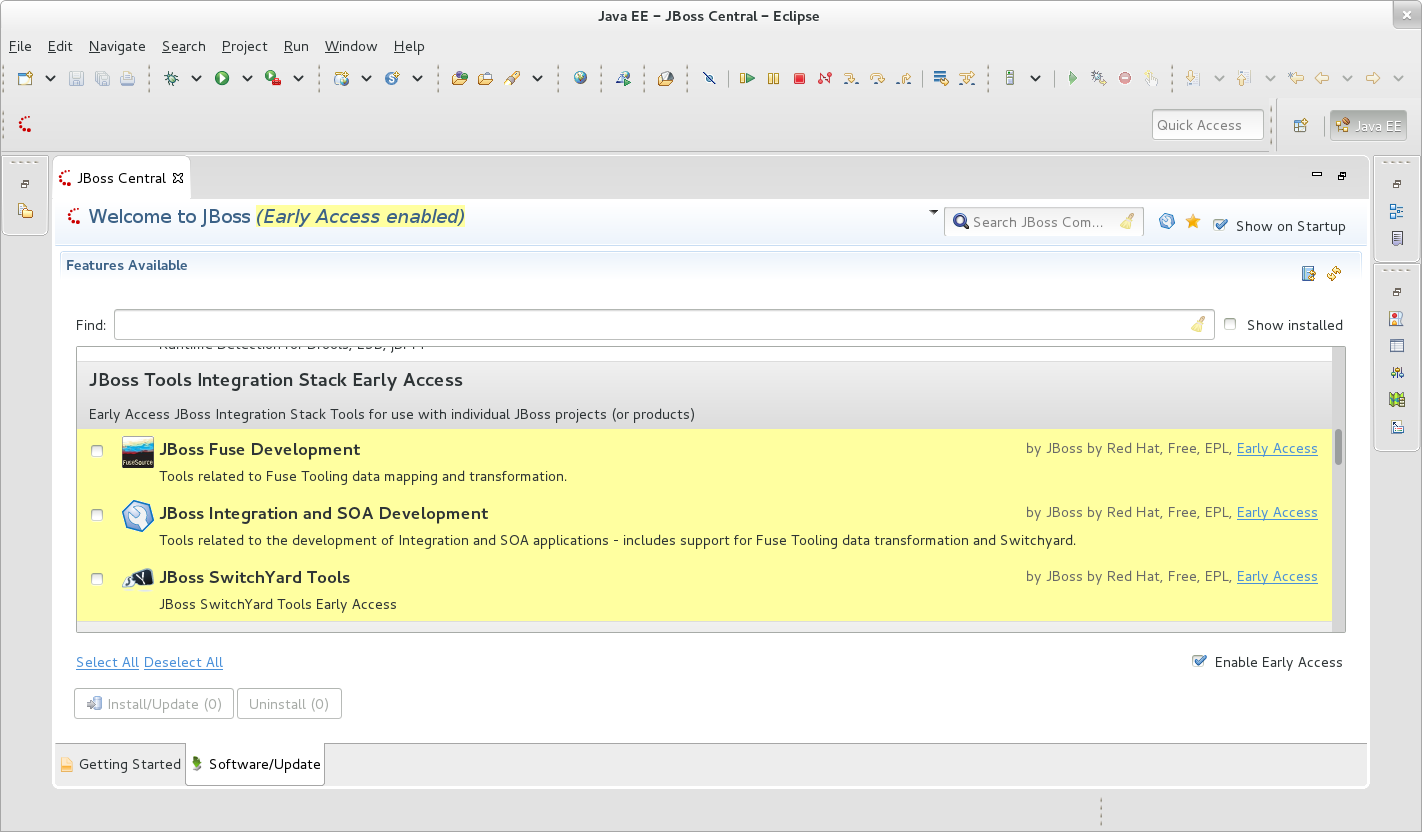 Java EE – JBoss Central – Eclipse
File Edit Navigate Search Project Run Window Help
Quick Access
Java EE
JBoss Central
Welcome to JBoss (Early Access enabled)
Search JBoss Com...
Show on Startup
Features Available
Find:
Show installed
Runtime Detection for Drools, ESB, jBPM
JBoss Tools Integration Stack Early Access
Early Access JBoss Integration Stack Tools for use with individual JBoss projects (or products)
FuseSource
JBoss Fuse Development
by JBoss by Red Hat, Free, EPL, Early Access
Tools related to Fuse Tooling data mapping and transformation.
JBoss Integration and SOA Development
by JBoss by Red Hat, Free, EPL, Early Access
Tools related to the development of Integration and SOA applications - includes support for Fuse Tooling data transformation and Switchyard.
JBoss SwitchYard Tools
by JBoss by Red Hat, Free, EPL, Early Access
JBoss SwitchYard Tools Early Access
Select All Deselect All
Enable Early Access
Install/Update (0)
Uninstall (0)
Getting Started
Software/Update